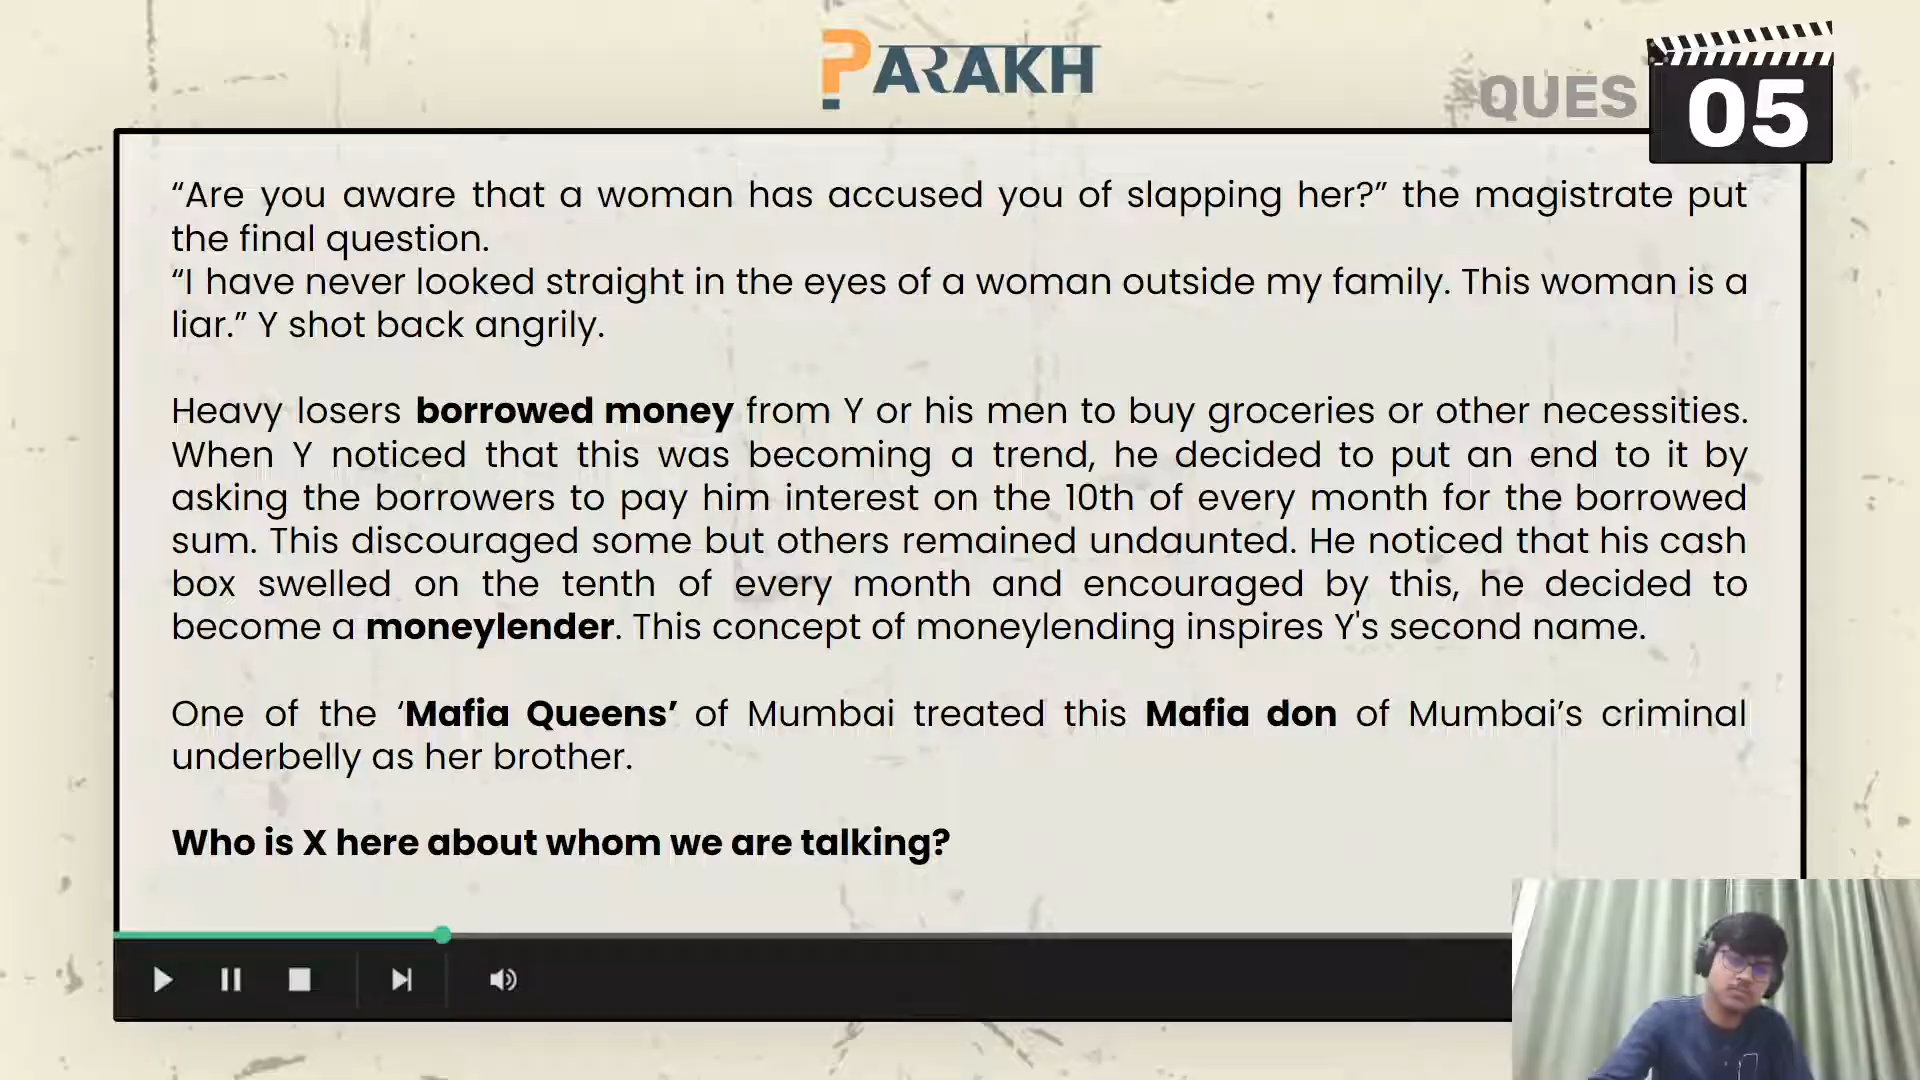 PARAKH
QUES 05
“Are you aware that a woman has accused you of slapping her?” the magistrate put
the final question.
“I have never looked straight in the eyes of a woman outside my family. This woman is a
liar.” Y shot back angrily.
Heavy losers borrowed money from Y or his men to buy groceries or other necessities.
When Y noticed that this was becoming a trend, he decided to put an end to it by
asking the borrowers to pay him interest on the 10th of every month for the borrowed
sum. This discouraged some but others remained undaunted. He noticed that his cash
box swelled on the tenth of every month and encouraged by this, he decided to
become a moneylender. This concept of moneylending inspires Y's second name.
One of the ‘Mafia Queens’ of Mumbai treated this Mafia don of Mumbai’s criminal
underbelly as her brother.
Who is X here about whom we are talking?